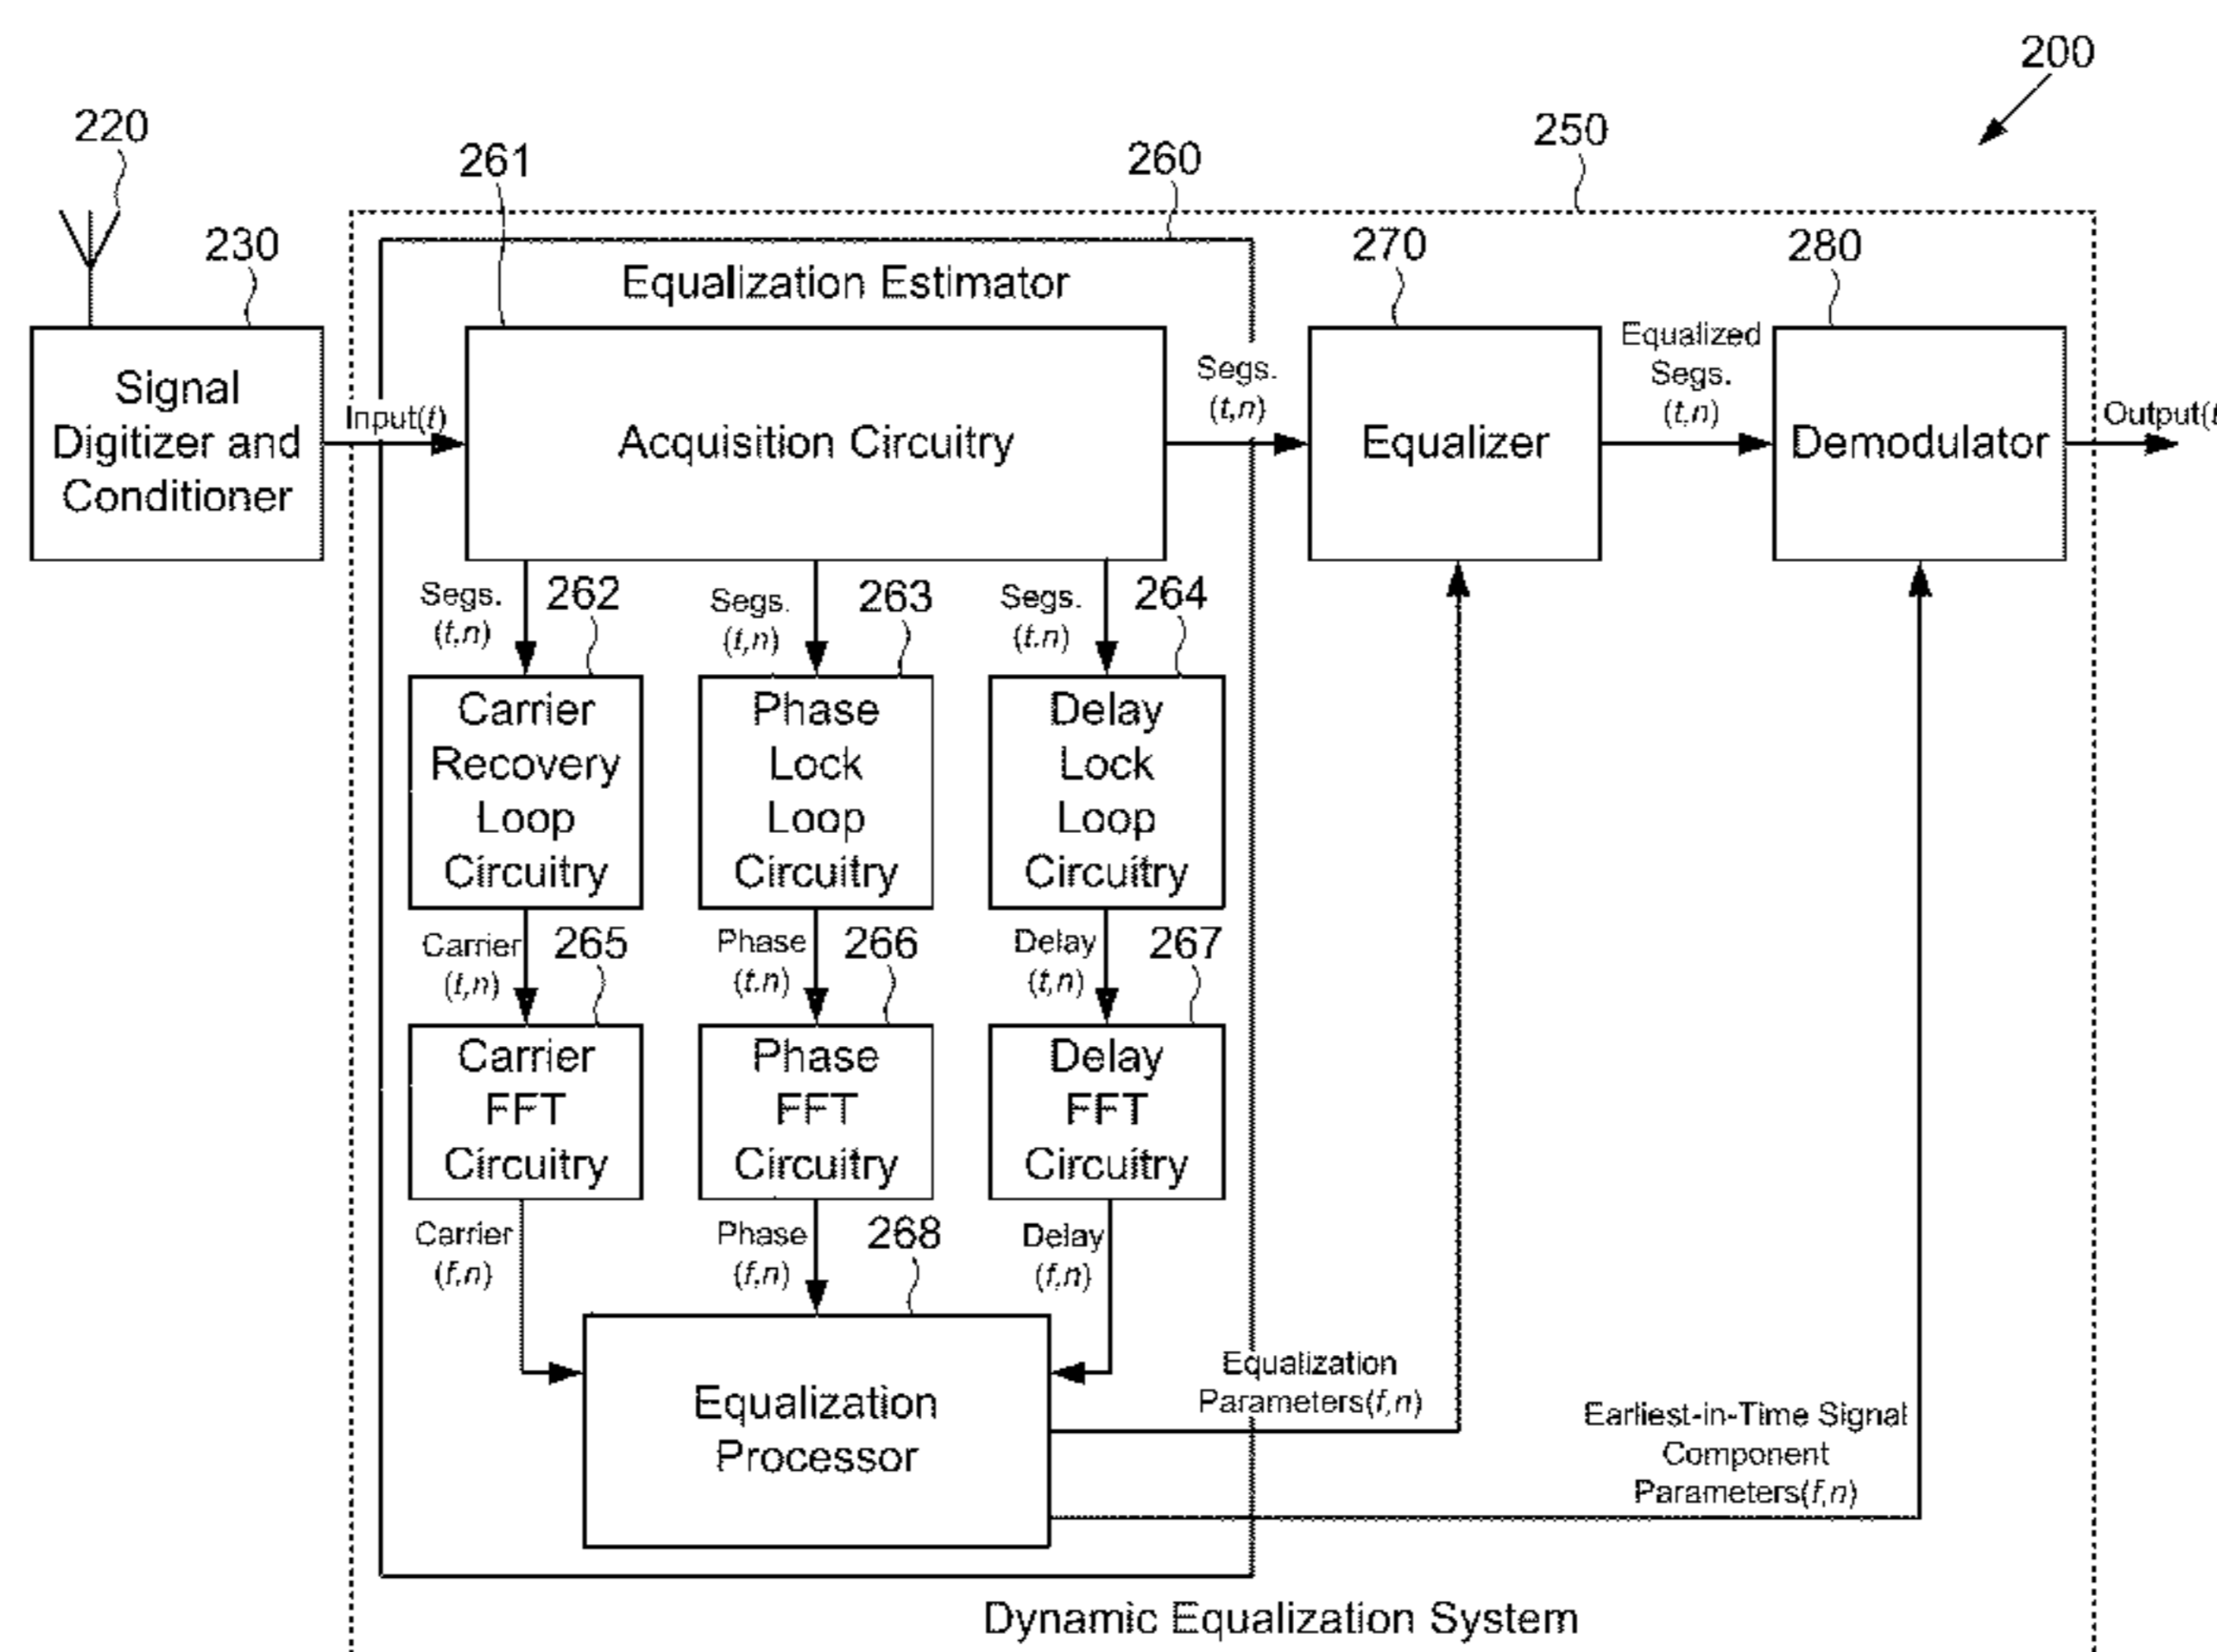 200
220
261
260
250
230
270
280
Equalization Estimator
Signal
Digitizer and
Conditioner
Input(t)
Acquisition Circuitry
Segs.
(t,n)
Equalizer
Equalized
Segs.
(t,n)
Demodulator
Output(t
Segs.
(t,n)
262
Segs.
(t,n)
263
Segs.
(t,n)
264
Carrier
Recovery
Loop
Circuitry
Phase
Lock
Loop
Circuitry
Delay
Lock
Loop
Circuitry
Carrier
(t,n)
265
Phase
(t,n)
266
Delay
(t,n)
267
Carrier
FFT
Circuitry
Phase
FFT
Circuitry
Delay
FFT
Circuitry
Carrier
(f,n)
Phase
(f,n)
268
Delay
(f,n)
Equalization
Processor
Equalization
Parameters(f,n)
Earliest-in-Time Signal
Component
Parameters(f,n)
Dynamic Equalization System